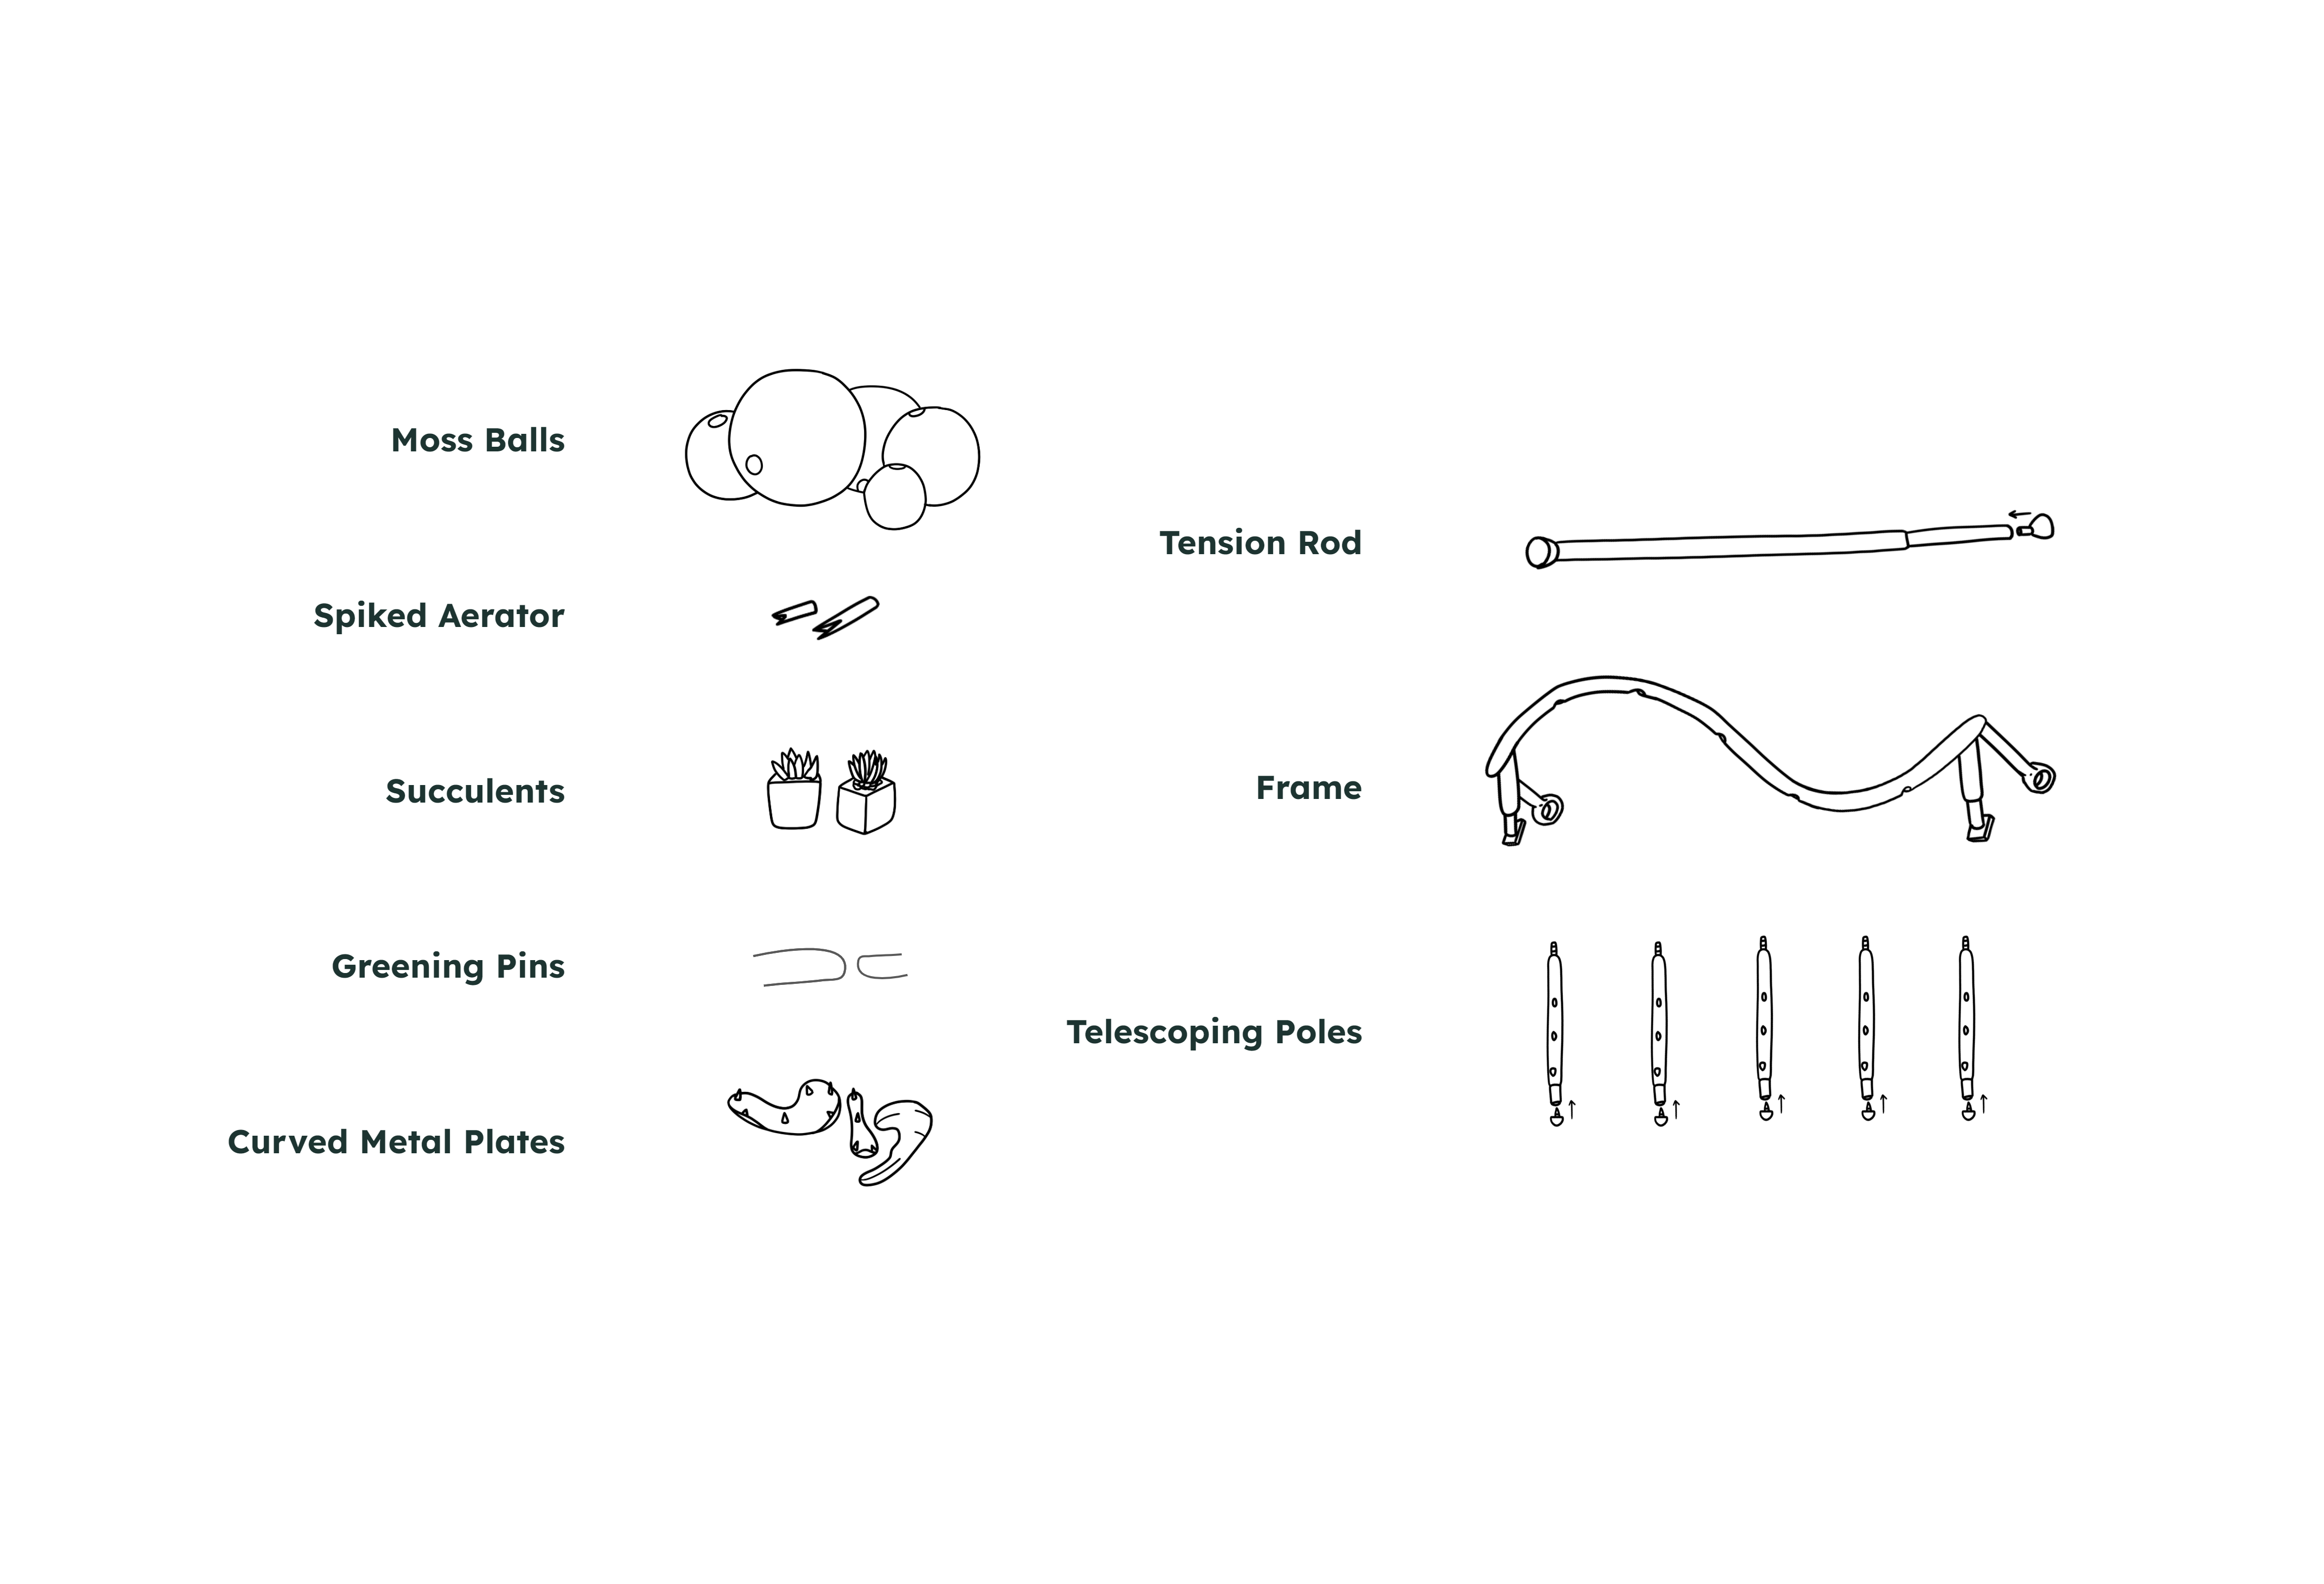 Moss Balls
Spiked Aerator
Succulents
Greening Pins
Curved Metal Plates
Tension Rod
Frame
Telescoping Poles